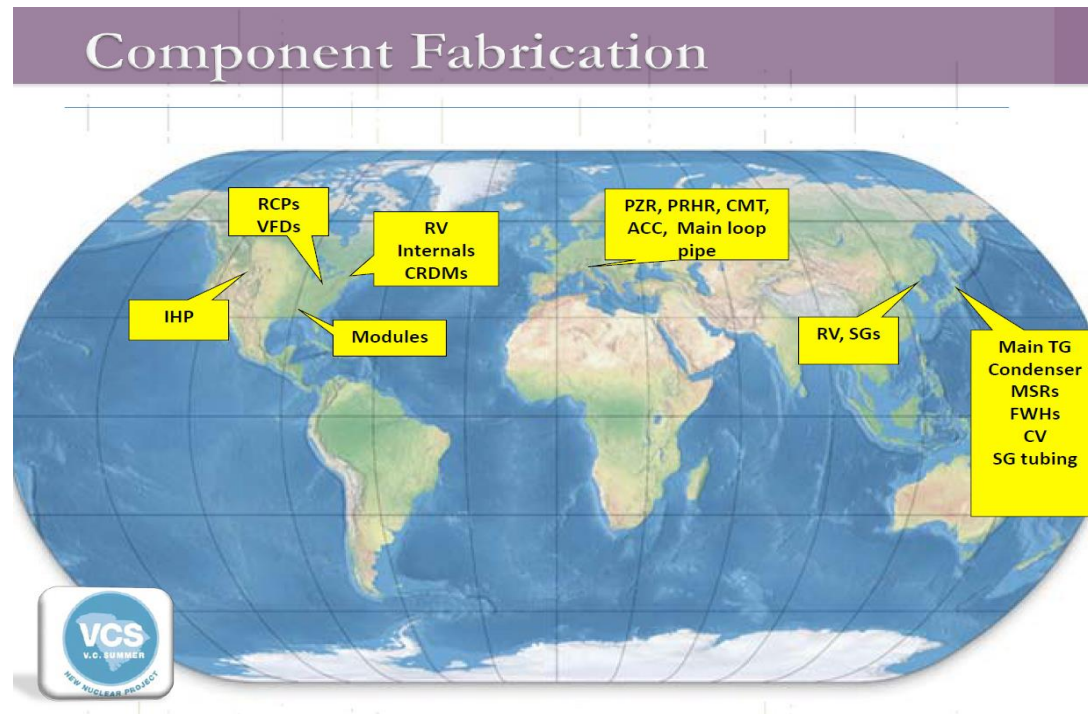 Component Fabrication
RCPs
VFDs
RV
Internals
CRDMs
PZR, PRHR, CMT,
ACC, Main loop
pipe
IHP
Modules
RV, SGs
Main TG
Condenser
MSRs
FWHs
CV
SG tubing
VCS
V.C. SUMMER
NEW NUCLEAR PROJECT